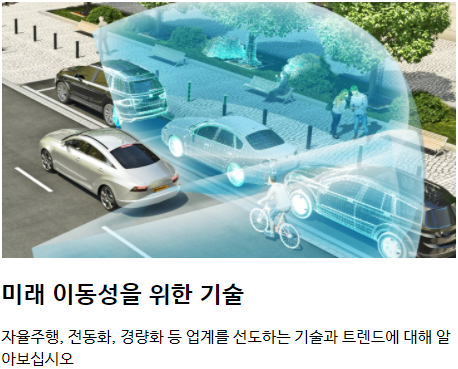 미래 이동성을 위한 기술
자율주행, 전동화, 경량화 등 업계를 선도하는 기술과 트렌드에 대해 알
아보십시오